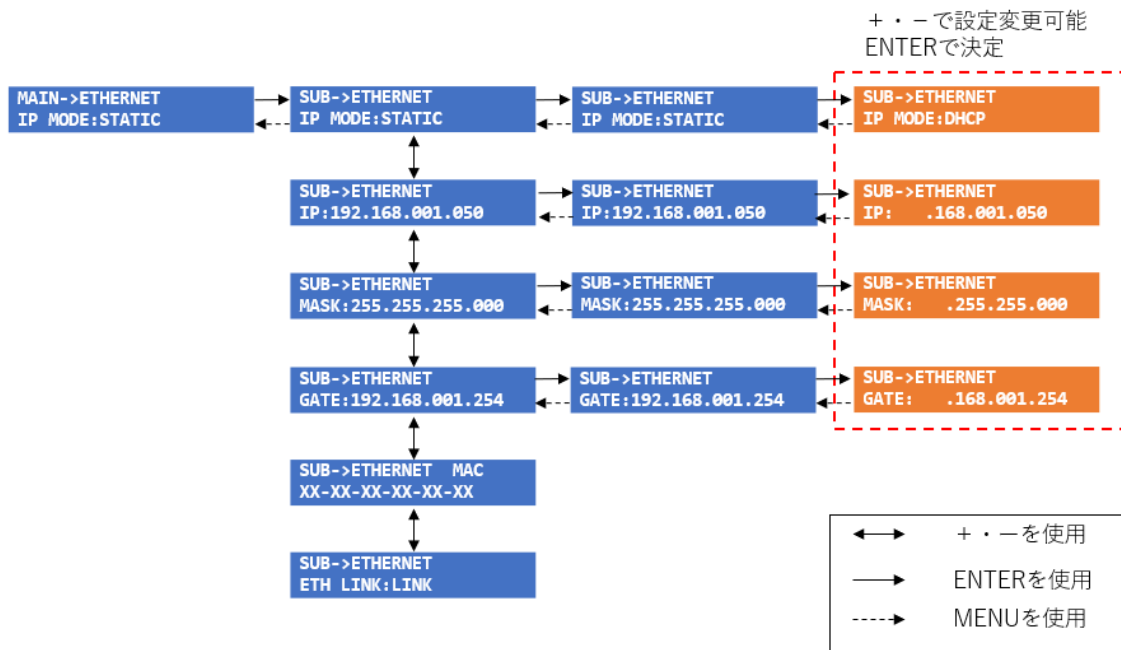 +・-で設定変更可能
ENTERで決定
MAIN->ETHERNET
IP MODE:STATIC
SUB->ETHERNET
IP MODE:STATIC
SUB->ETHERNET
IP MODE:STATIC
SUB->ETHERNET
IP MODE:DHCP
SUB->ETHERNET
IP:192.168.001.050
SUB->ETHERNET
IP:192.168.001.050
SUB->ETHERNET
IP:   .168.001.050
SUB->ETHERNET
MASK:255.255.255.000
SUB->ETHERNET
MASK:255.255.255.000
SUB->ETHERNET
MASK:   .255.255.000
SUB->ETHERNET
GATE:192.168.001.254
SUB->ETHERNET
GATE:192.168.001.254
SUB->ETHERNET
GATE:   .168.001.254
SUB->ETHERNET  MAC
XX-XX-XX-XX-XX-XX
SUB->ETHERNET
ETH LINK:LINK
+・-を使用
ENTERを使用
MENUを使用